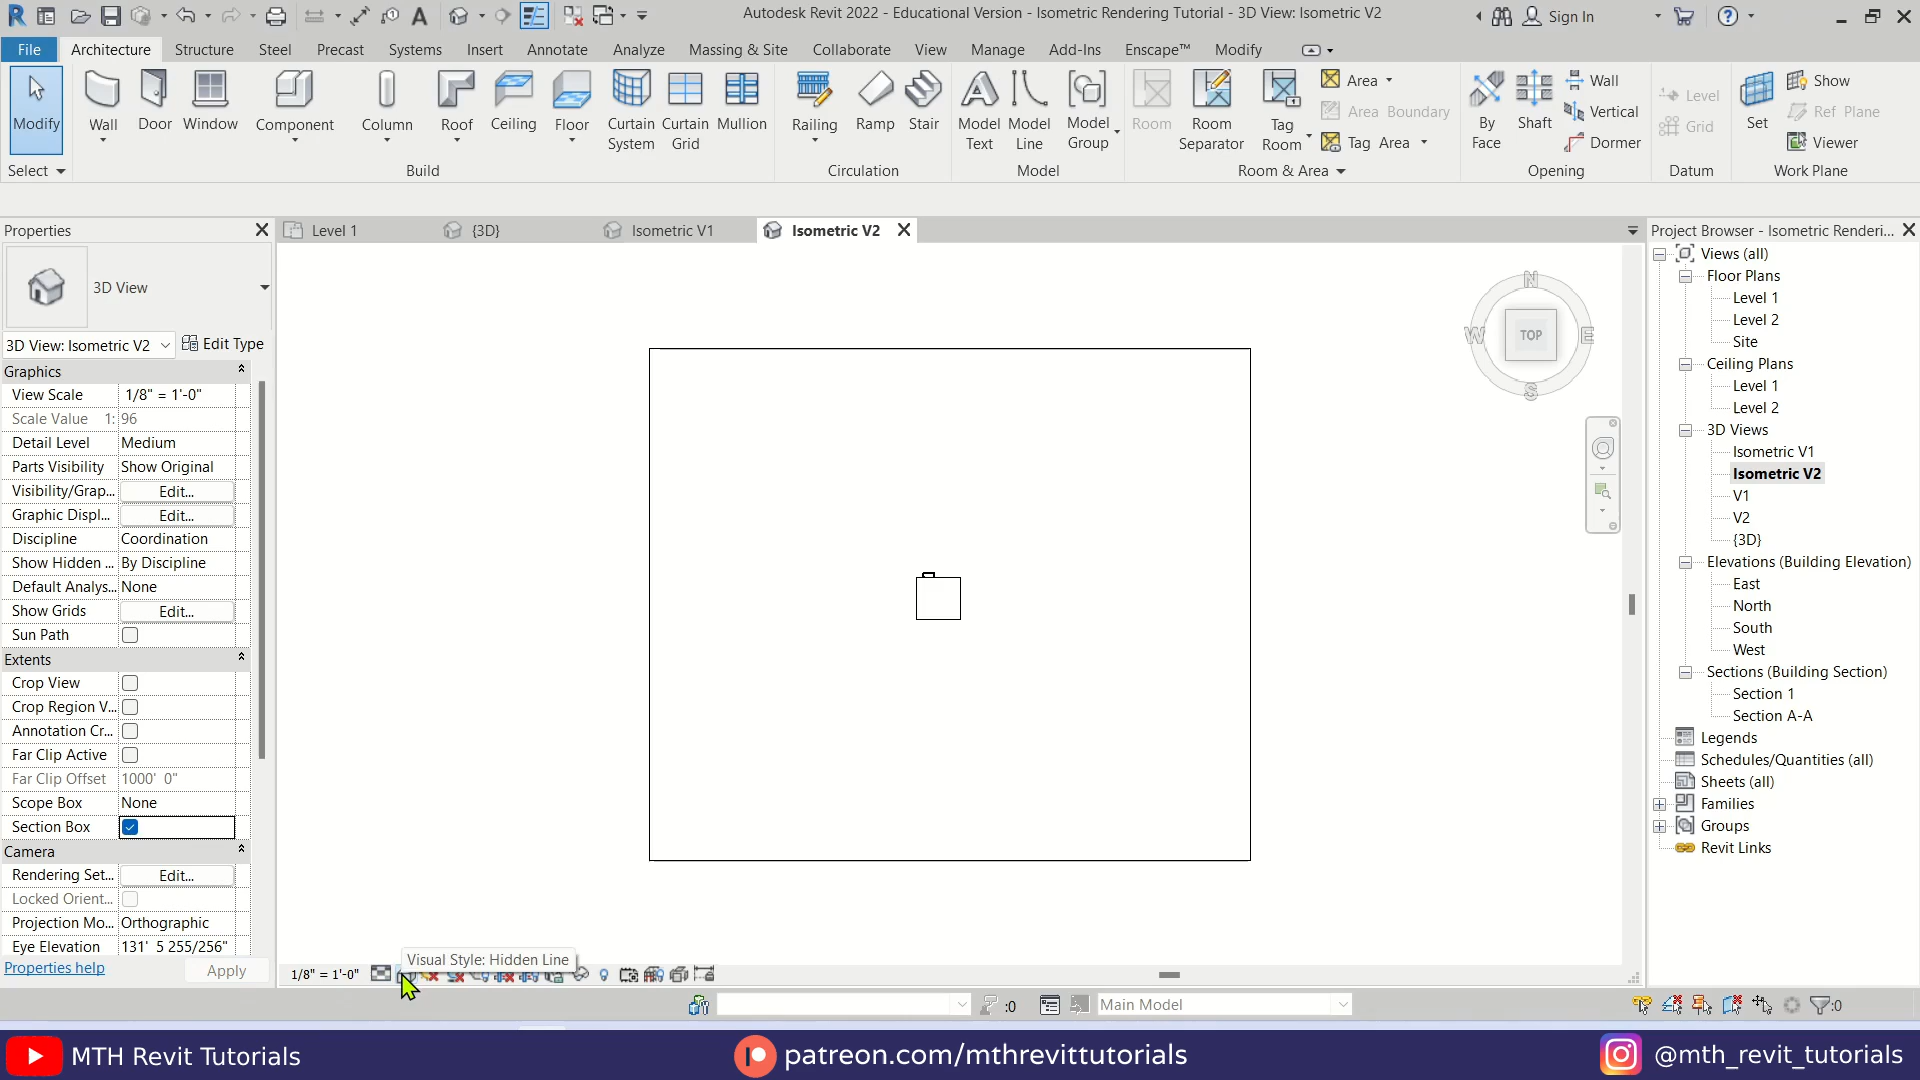 Autodesk Revit 2022 - Educational Version - Isometric Rendering Tutorial - 3D View: Isometric V2
Sign In
File Architecture Structure Steel Precast Systems Insert Annotate Analyze Massing & Site Collaborate View Manage Add-Ins Enscape™ Modify
Modify
Wall
Door
Window
Component
Column
Roof
Ceiling
Floor
Curtain System
Curtain Grid
Mullion
Railing
Ramp
Stair
Model Text
Model Line
Model Group
Room
Room Separator
Tag Room
Area
Area Boundary
Tag Area
By Face
Shaft
Wall
Vertical
Dormer
Level
Grid
Set
Show
Ref Plane
Viewer
Select
Build
Circulation
Model
Room & Area
Opening
Datum
Work Plane
Properties
3D View
3D View: Isometric V2 Edit Type
Graphics
View Scale 1/8" = 1'-0"
Scale Value 1: 96
Detail Level Medium
Parts Visibility Show Original
Visibility/Grap... Edit...
Graphic Displ... Edit...
Discipline Coordination
Show Hidden ... By Discipline
Default Analys... None
Show Grids Edit...
Sun Path
Extents
Crop View
Crop Region V...
Annotation Cr...
Far Clip Active
Far Clip Offset 1000' 0"
Scope Box None
Section Box
Camera
Rendering Set... Edit...
Locked Orient...
Projection Mo... Orthographic
Eye Elevation 131' 5 255/256"
Properties help Apply
Level 1
{3D}
Isometric V1
Isometric V2
N
W
TOP
E
S
Visual Style: Hidden Line
1/8" = 1'-0"
:0
Main Model
:0
Project Browser - Isometric Renderi...
Views (all)
Floor Plans
Level 1
Level 2
Site
Ceiling Plans
Level 1
Level 2
3D Views
Isometric V1
Isometric V2
V1
V2
{3D}
Elevations (Building Elevation)
East
North
South
West
Sections (Building Section)
Section 1
Section A-A
Legends
Schedules/Quantities (all)
Sheets (all)
Families
Groups
Revit Links
MTH Revit Tutorials
patreon.com/mthrevittutorials
@mth_revit_tutorials